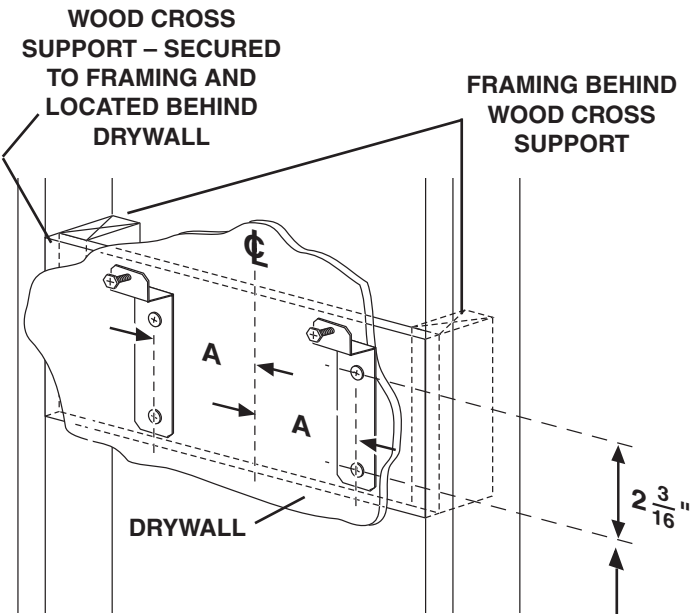 WOOD CROSS
SUPPORT – SECURED
TO FRAMING AND
LOCATED BEHIND
DRYWALL
FRAMING BEHIND
WOOD CROSS
SUPPORT
℄
A
A
DRYWALL
2 3/16 "